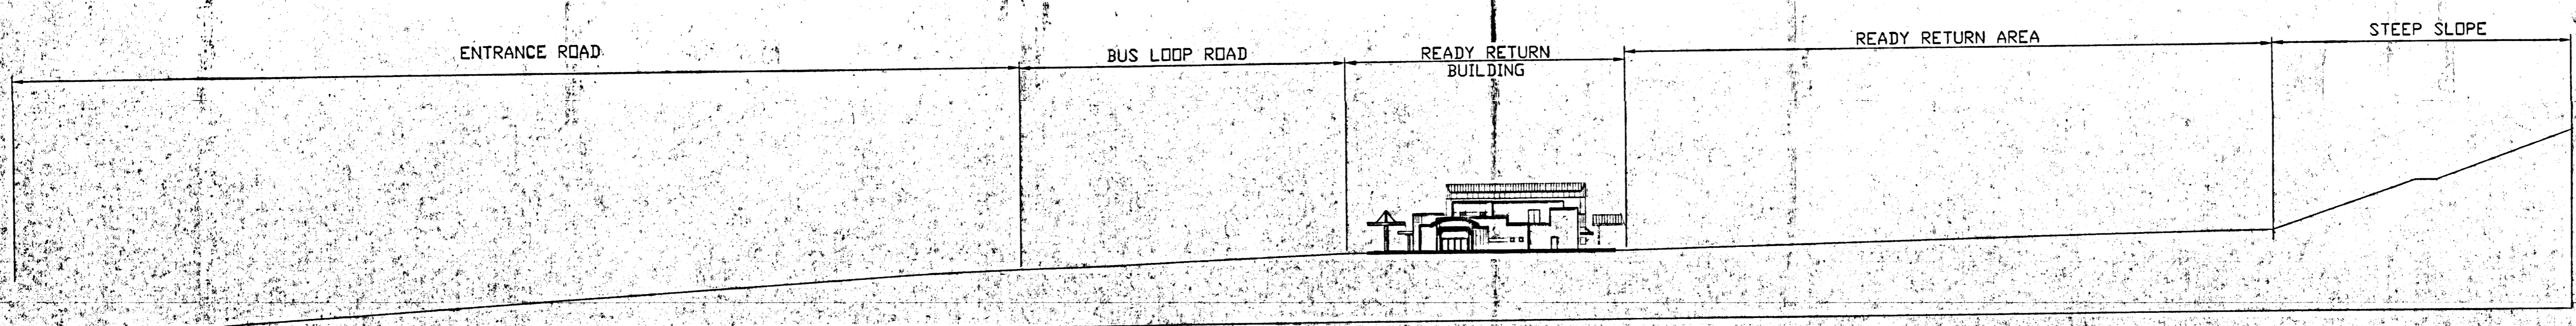 ENTRANCE ROAD
BUS LOOP ROAD
READY RETURN
BUILDING
READY RETURN AREA
STEEP SLOPE